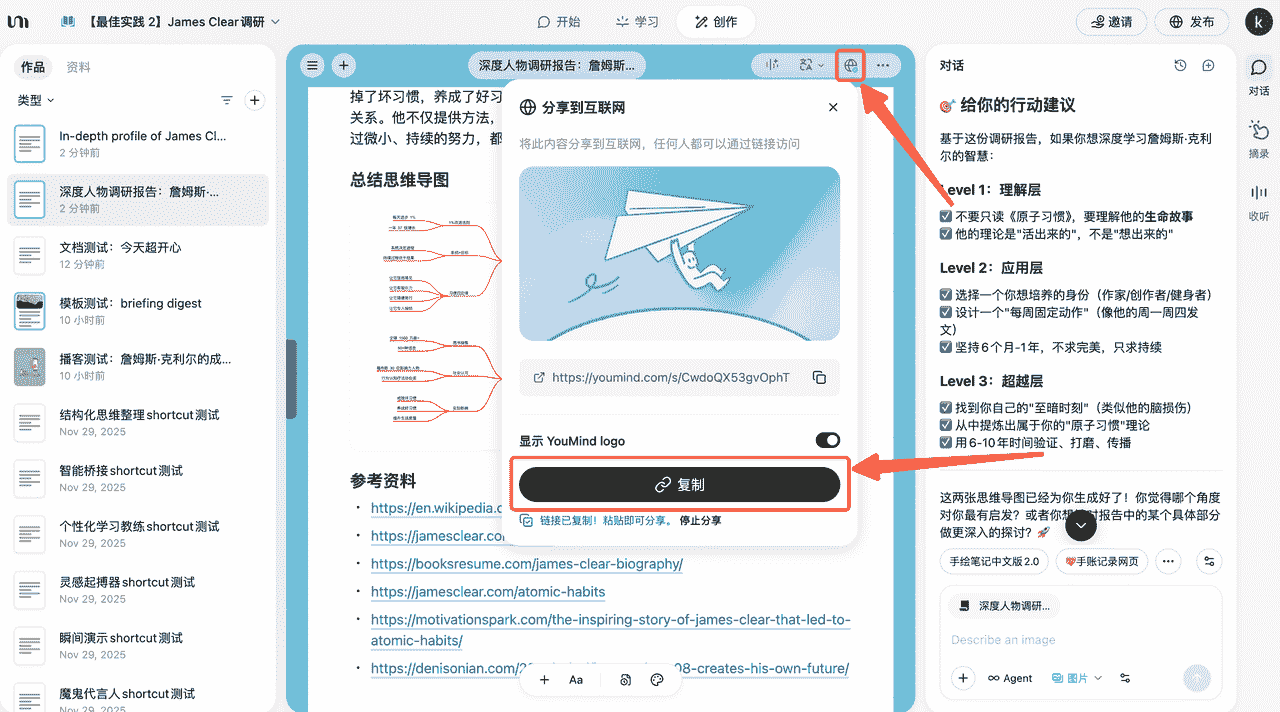 【最佳实践 2】James Clear调研
开始
学习
创作
邀请
发布
k
作品
资料
类型
In-depth profile of James Cl...
2 分钟前
深度人物调研报告：詹姆斯·...
2 分钟前
文档测试：今天超开心
12 分钟前
模板测试：briefing digest
10 小时前
播客测试：詹姆斯·克利尔的成...
10 小时前
结构化思维整理shortcut测试
Nov 29, 2025
智能桥接shortcut测试
Nov 29, 2025
个性化学习教练shortcut测试
Nov 29, 2025
灵感起搏器shortcut测试
Nov 29, 2025
瞬间演示shortcut测试
Nov 29, 2025
魔鬼代言人shortcut测试
Nov 29, 2025
深度人物调研报告：詹姆斯...
掉了坏习惯，养成了好习
关系。他不仅提供方法，
过微小、持续的努力，都
总结思维导图
参考资料
https://en.wikipedia.c
https://jamesclear.co
https://booksresume.com/james-clear-biography/
https://jamesclear.com/atomic-habits
https://motivationspark.com/the-inspiring-story-of-james-clear-that-led-to-
atomic-habits/
https://denisonian.com/2
08-creates-his-own-future/
Aa
分享到互联网
将此内容分享到互联网，任何人都可以通过链接访问
https://youmind.com/s/CwdoQX53gvOphT
显示 YouMind logo
复制
链接已复制！粘贴即可分享。 停止分享
对话
🎯 给你的行动建议
基于这份调研报告，如果你想深度学习詹姆斯·克利
尔的智慧：
Level 1：理解层
☑ 不要只读《原子习惯》，要理解他的生命故事
☑ 他的理论是"活出来的"，不是"想出来的"
Level 2：应用层
☑ 选择一个你想培养的身份（作家/创作者/健身者）
☑ 设计一个"每周固定动作"（像他的周一周四发
文）
☑ 坚持6个月-1年，不求完美，只求持续
Level 3：超越层
☑ 找到你自己的"至暗时刻"（类似他的脑损伤）
☑ 从中提炼出属于你的"原子习惯"理论
☑ 用6-10年时间验证、打磨、传播
这两张思维导图已经为你生成好了！你觉得哪个角度
对你最有启发？或者你想
对报告中的某个具体部分
做更深入的探讨？🚀
手绘笔记中文版2.0
手账记录网页
深度人物调研...
Describe an image
Agent
图片
对话
摘录
收听